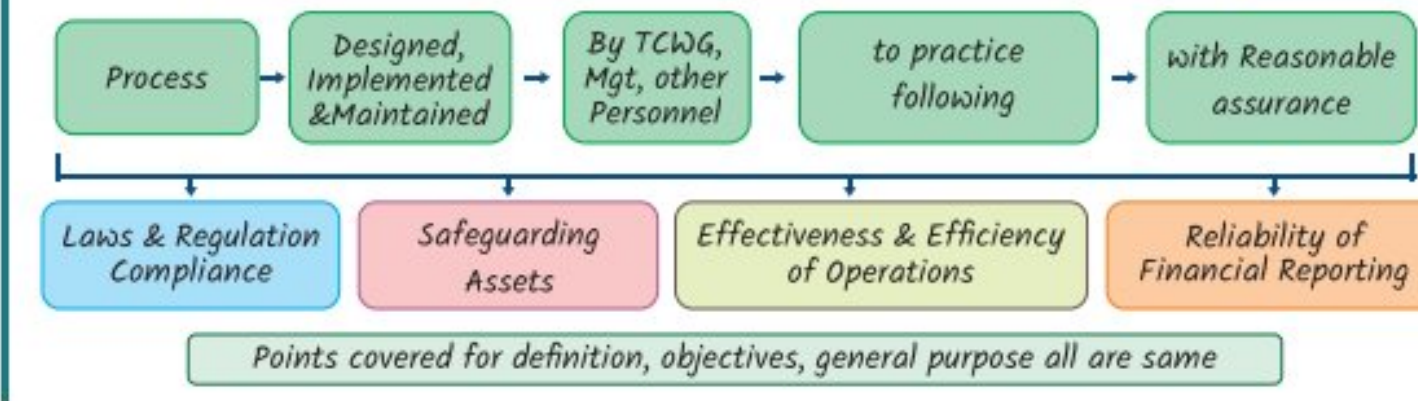 Process
Designed,
Implemented
&Maintained
By TCWG,
Mgt, other
Personnel
to practice
following
with Reasonable
assurance
Laws & Regulation
Compliance
Safeguarding
Assets
Effectiveness & Efficiency
of Operations
Reliability of
Financial Reporting
Points covered for definition, objectives, general purpose all are same